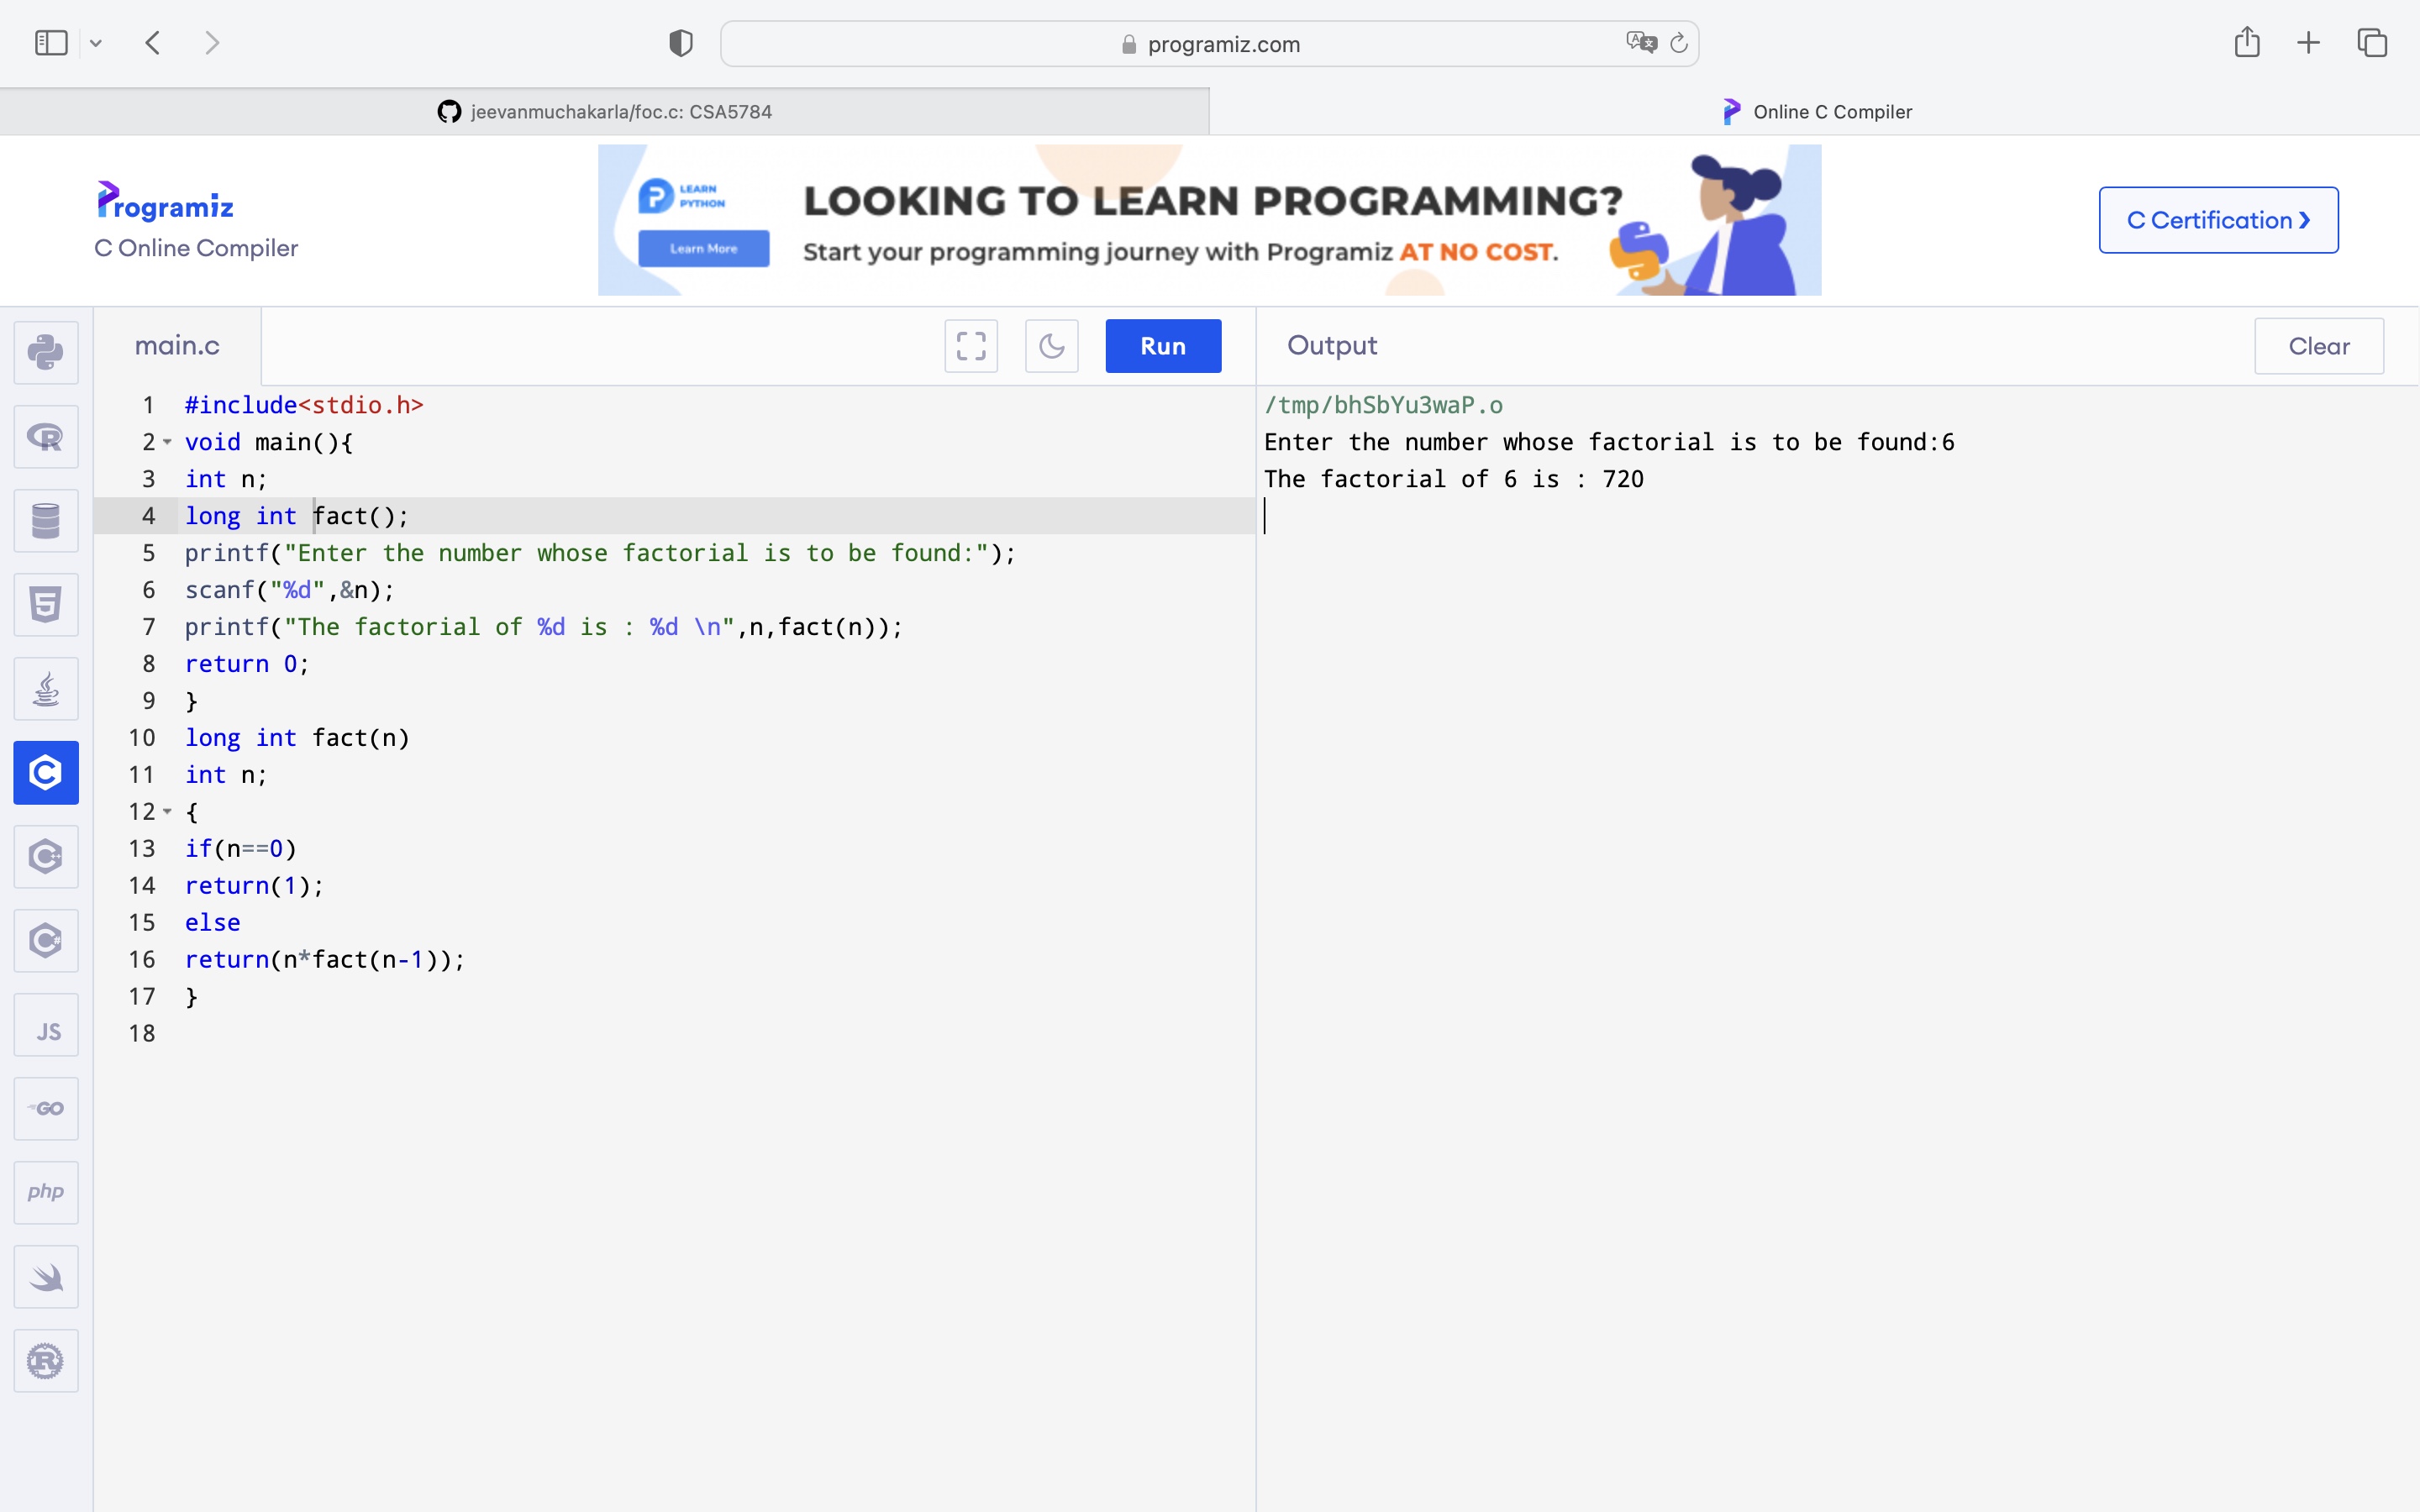 programiz.com
jeevanmuchakarla/foc.c: CSA5784
Online C Compiler
Programiz
C Online Compiler
LEARN
PYTHON
Learn More
LOOKING TO LEARN PROGRAMMING?
Start your programming journey with Programiz AT NO COST.
C Certification ❯
main.c
Run
Output
Clear
1 #include<stdio.h>
2 void main(){
3 int n;
4 long int fact();
5 printf("Enter the number whose factorial is to be found:");
6 scanf("%d",&n);
7 printf("The factorial of %d is : %d \n",n,fact(n));
8 return 0;
9 }
10 long int fact(n)
11 int n;
12 {
13 if(n==0)
14 return(1);
15 else
16 return(n*fact(n-1));
17 }
18
/tmp/bhSbYu3waP.o
Enter the number whose factorial is to be found:6
The factorial of 6 is : 720
R
5
C
C++
C#
JS
GO
php
R